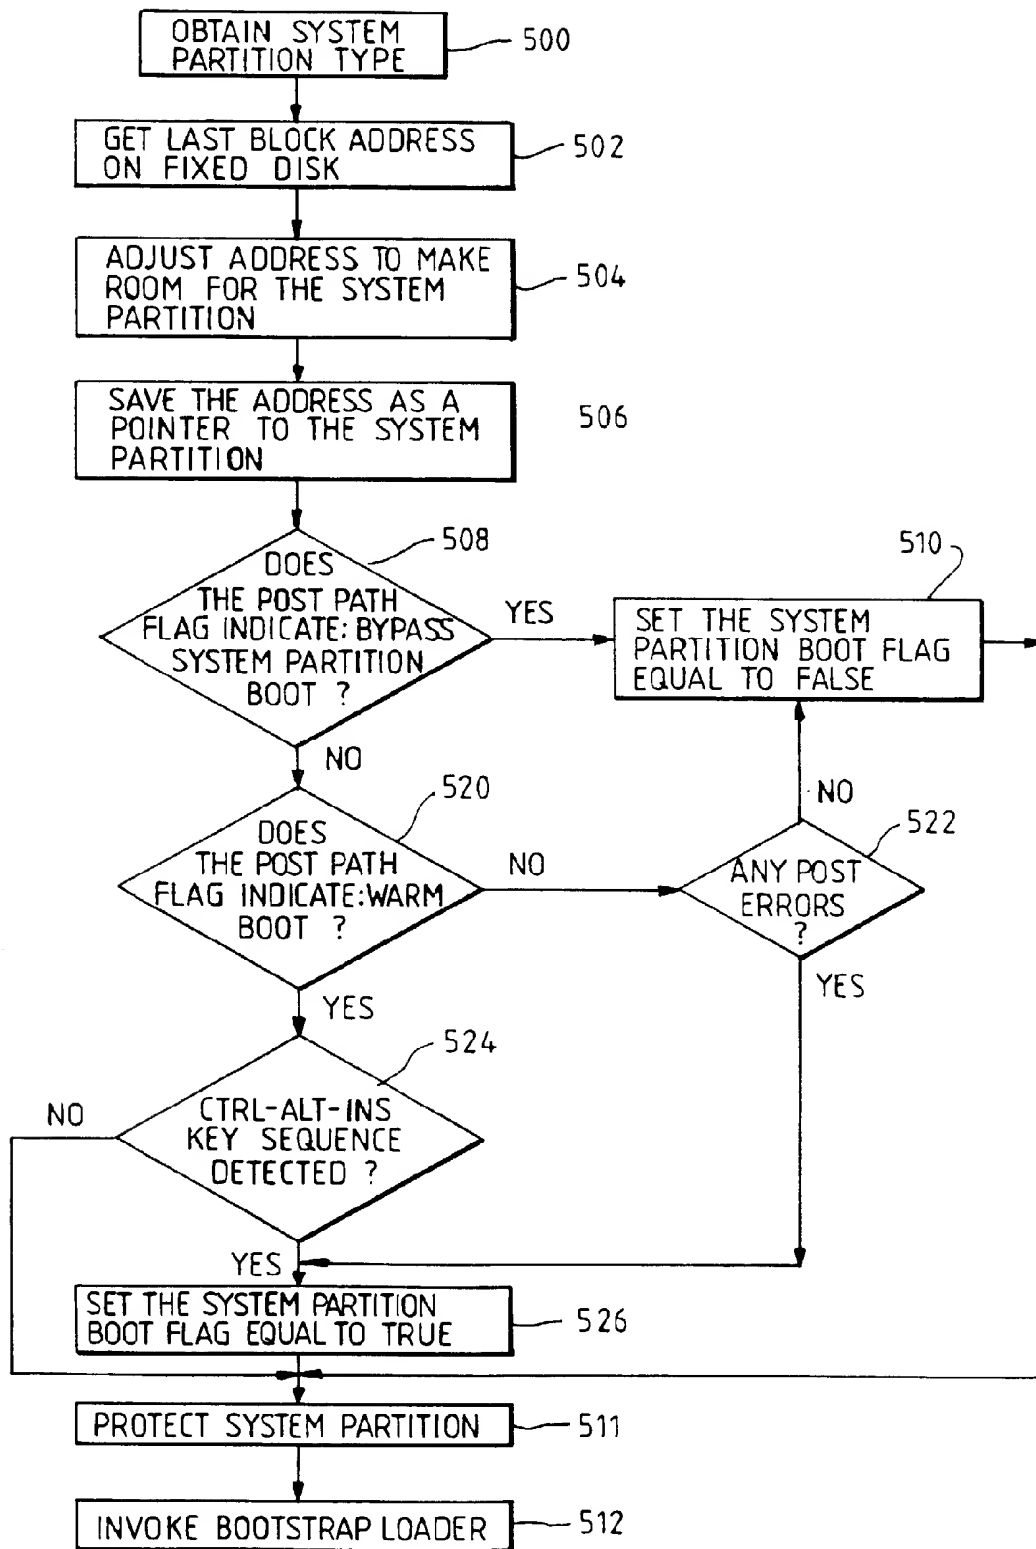 OBTAIN SYSTEM
PARTITION TYPE
500
GET LAST BLOCK ADDRESS
ON FIXED DISK
502
ADJUST ADDRESS TO MAKE
ROOM FOR THE SYSTEM
PARTITION
504
SAVE THE ADDRESS AS A
POINTER TO THE SYSTEM
PARTITION
506
508
DOES
THE POST PATH
FLAG INDICATE: BYPASS
SYSTEM PARTITION
BOOT ?
YES
510
SET THE SYSTEM
PARTITION BOOT FLAG
EQUAL TO FALSE
NO
520
DOES
THE POST PATH
FLAG INDICATE: WARM
BOOT ?
NO
NO
522
ANY POST
ERRORS
?
YES
YES
524
CTRL-ALT-INS
KEY SEQUENCE
DETECTED ?
NO
YES
SET THE SYSTEM PARTITION
BOOT FLAG EQUAL TO TRUE
526
PROTECT SYSTEM PARTITION
511
INVOKE BOOTSTRAP LOADER
512